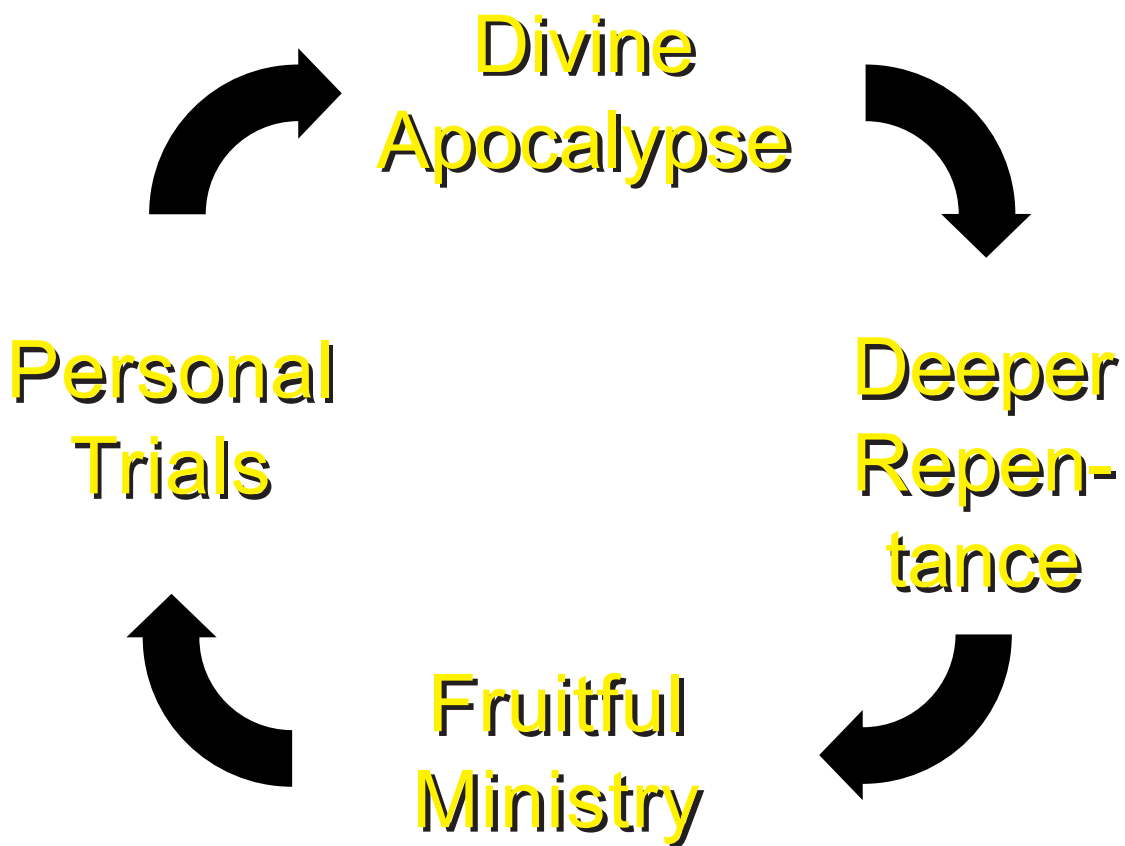 Divine
Apocalypse
Personal
Trials
Deeper
Repen-
tance
Fruitful
Ministry